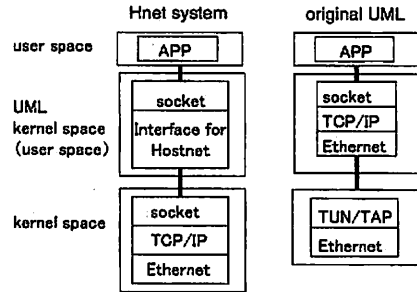 Hnet system
original UML
user space
APP
APP
UML
kernel space
(user space)
socket
Interface for
Hostnet
socket
TCP/IP
Ethernet
kernel space
socket
TCP/IP
Ethernet
TUN/TAP
Ethernet